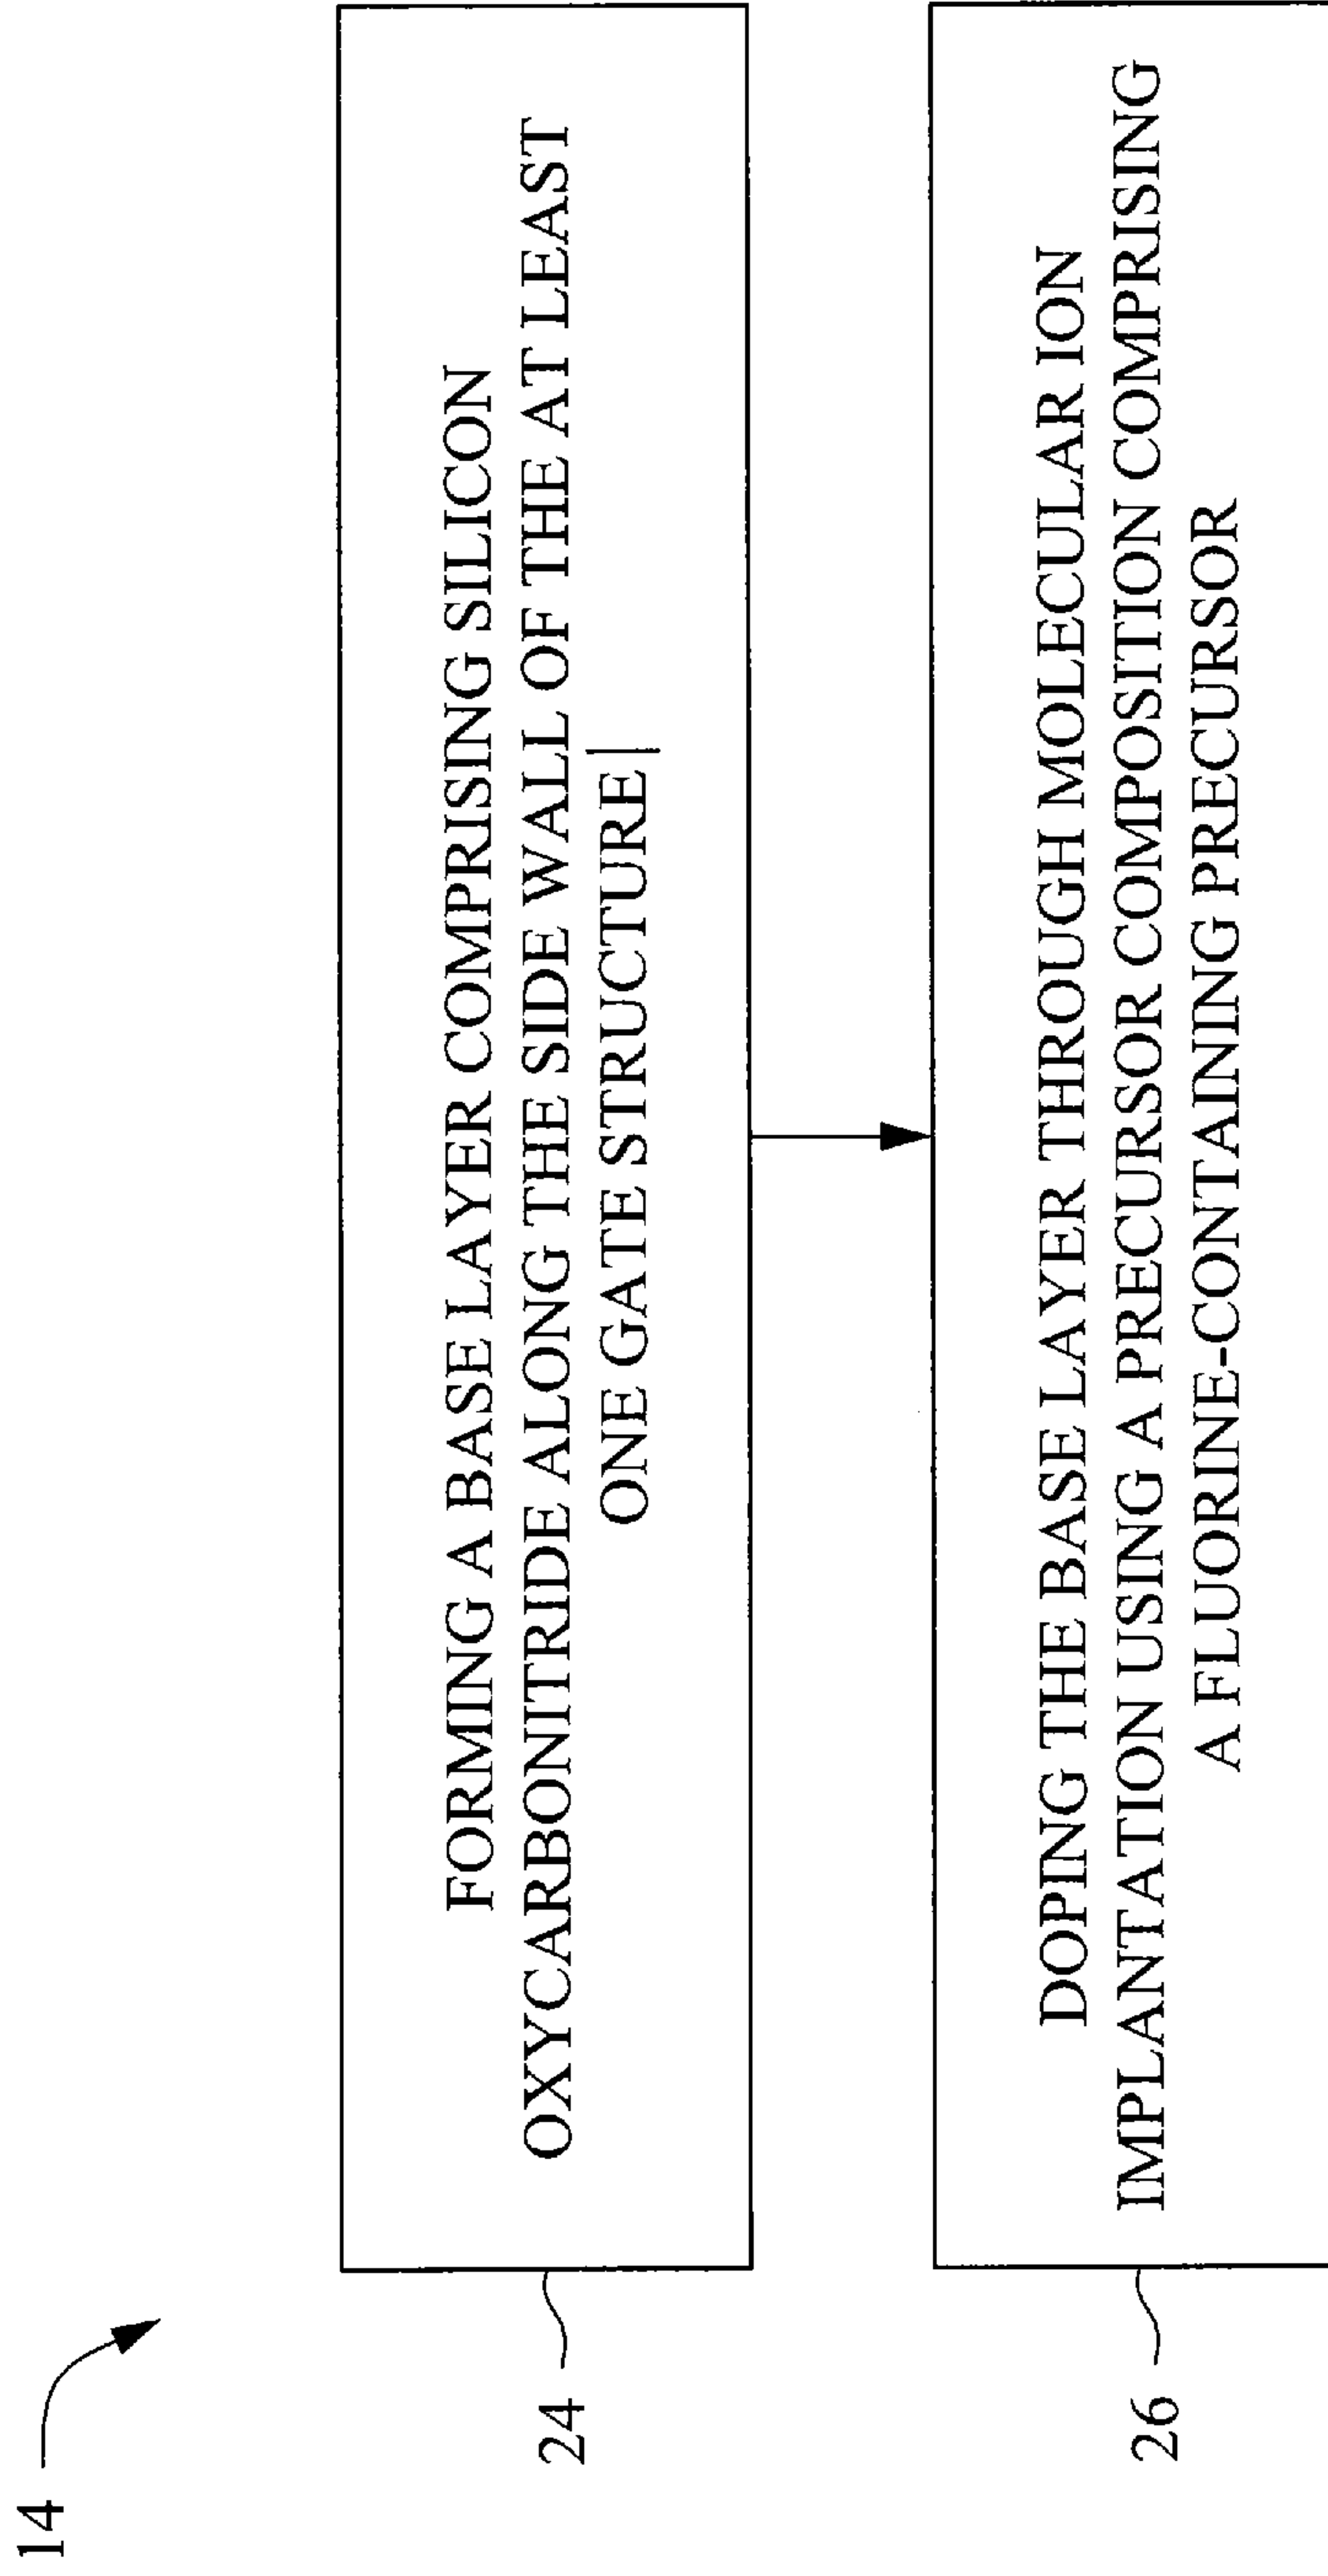 14
24
FORMING A BASE LAYER COMPRISING SILICON
OXYCARBONITRIDE ALONG THE SIDE WALL OF THE AT LEAST
ONE GATE STRUCTURE
26
DOPING THE BASE LAYER THROUGH MOLECULAR ION
IMPLANTATION USING A PRECURSOR COMPOSITION COMPRISING
A FLUORINE-CONTAINING PRECURSOR